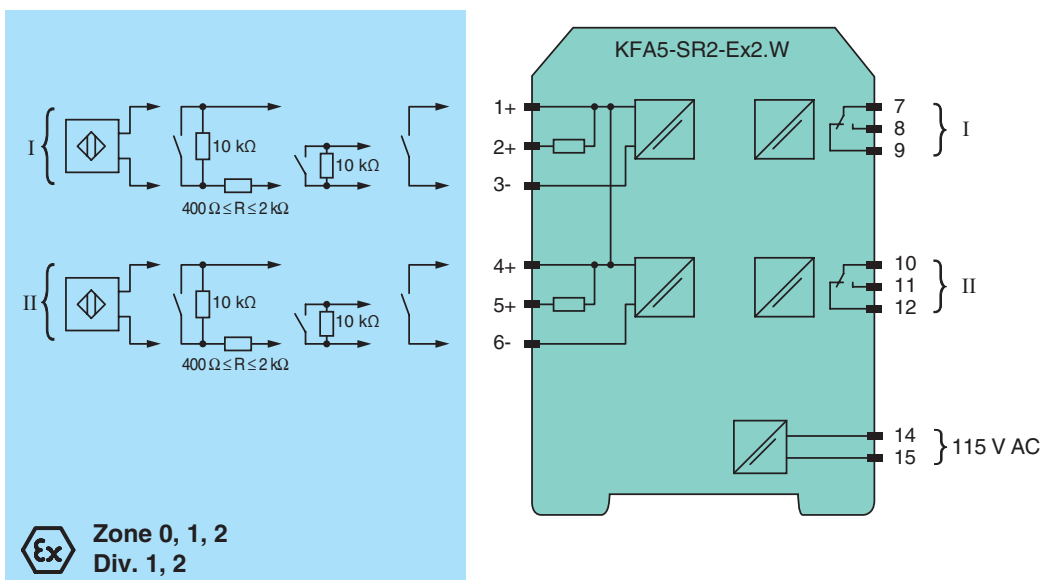 KFA5-SR2-Ex2.W
I
10 kΩ
400 Ω ≤ R ≤ 2 kΩ
10 kΩ
1+
2+
3-
7
8
9
I
II
10 kΩ
400 Ω ≤ R ≤ 2 kΩ
10 kΩ
4+
5+
6-
10
11
12
II
14
15
115 V AC
Ex
Zone 0, 1, 2
Div. 1, 2